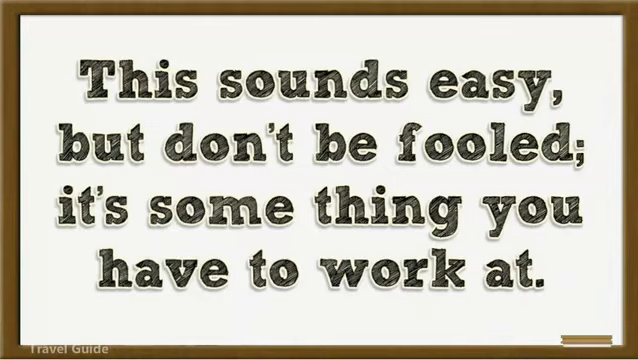 This sounds easy,
but don't be fooled;
it's some thing you
have to work at.
Travel Guide